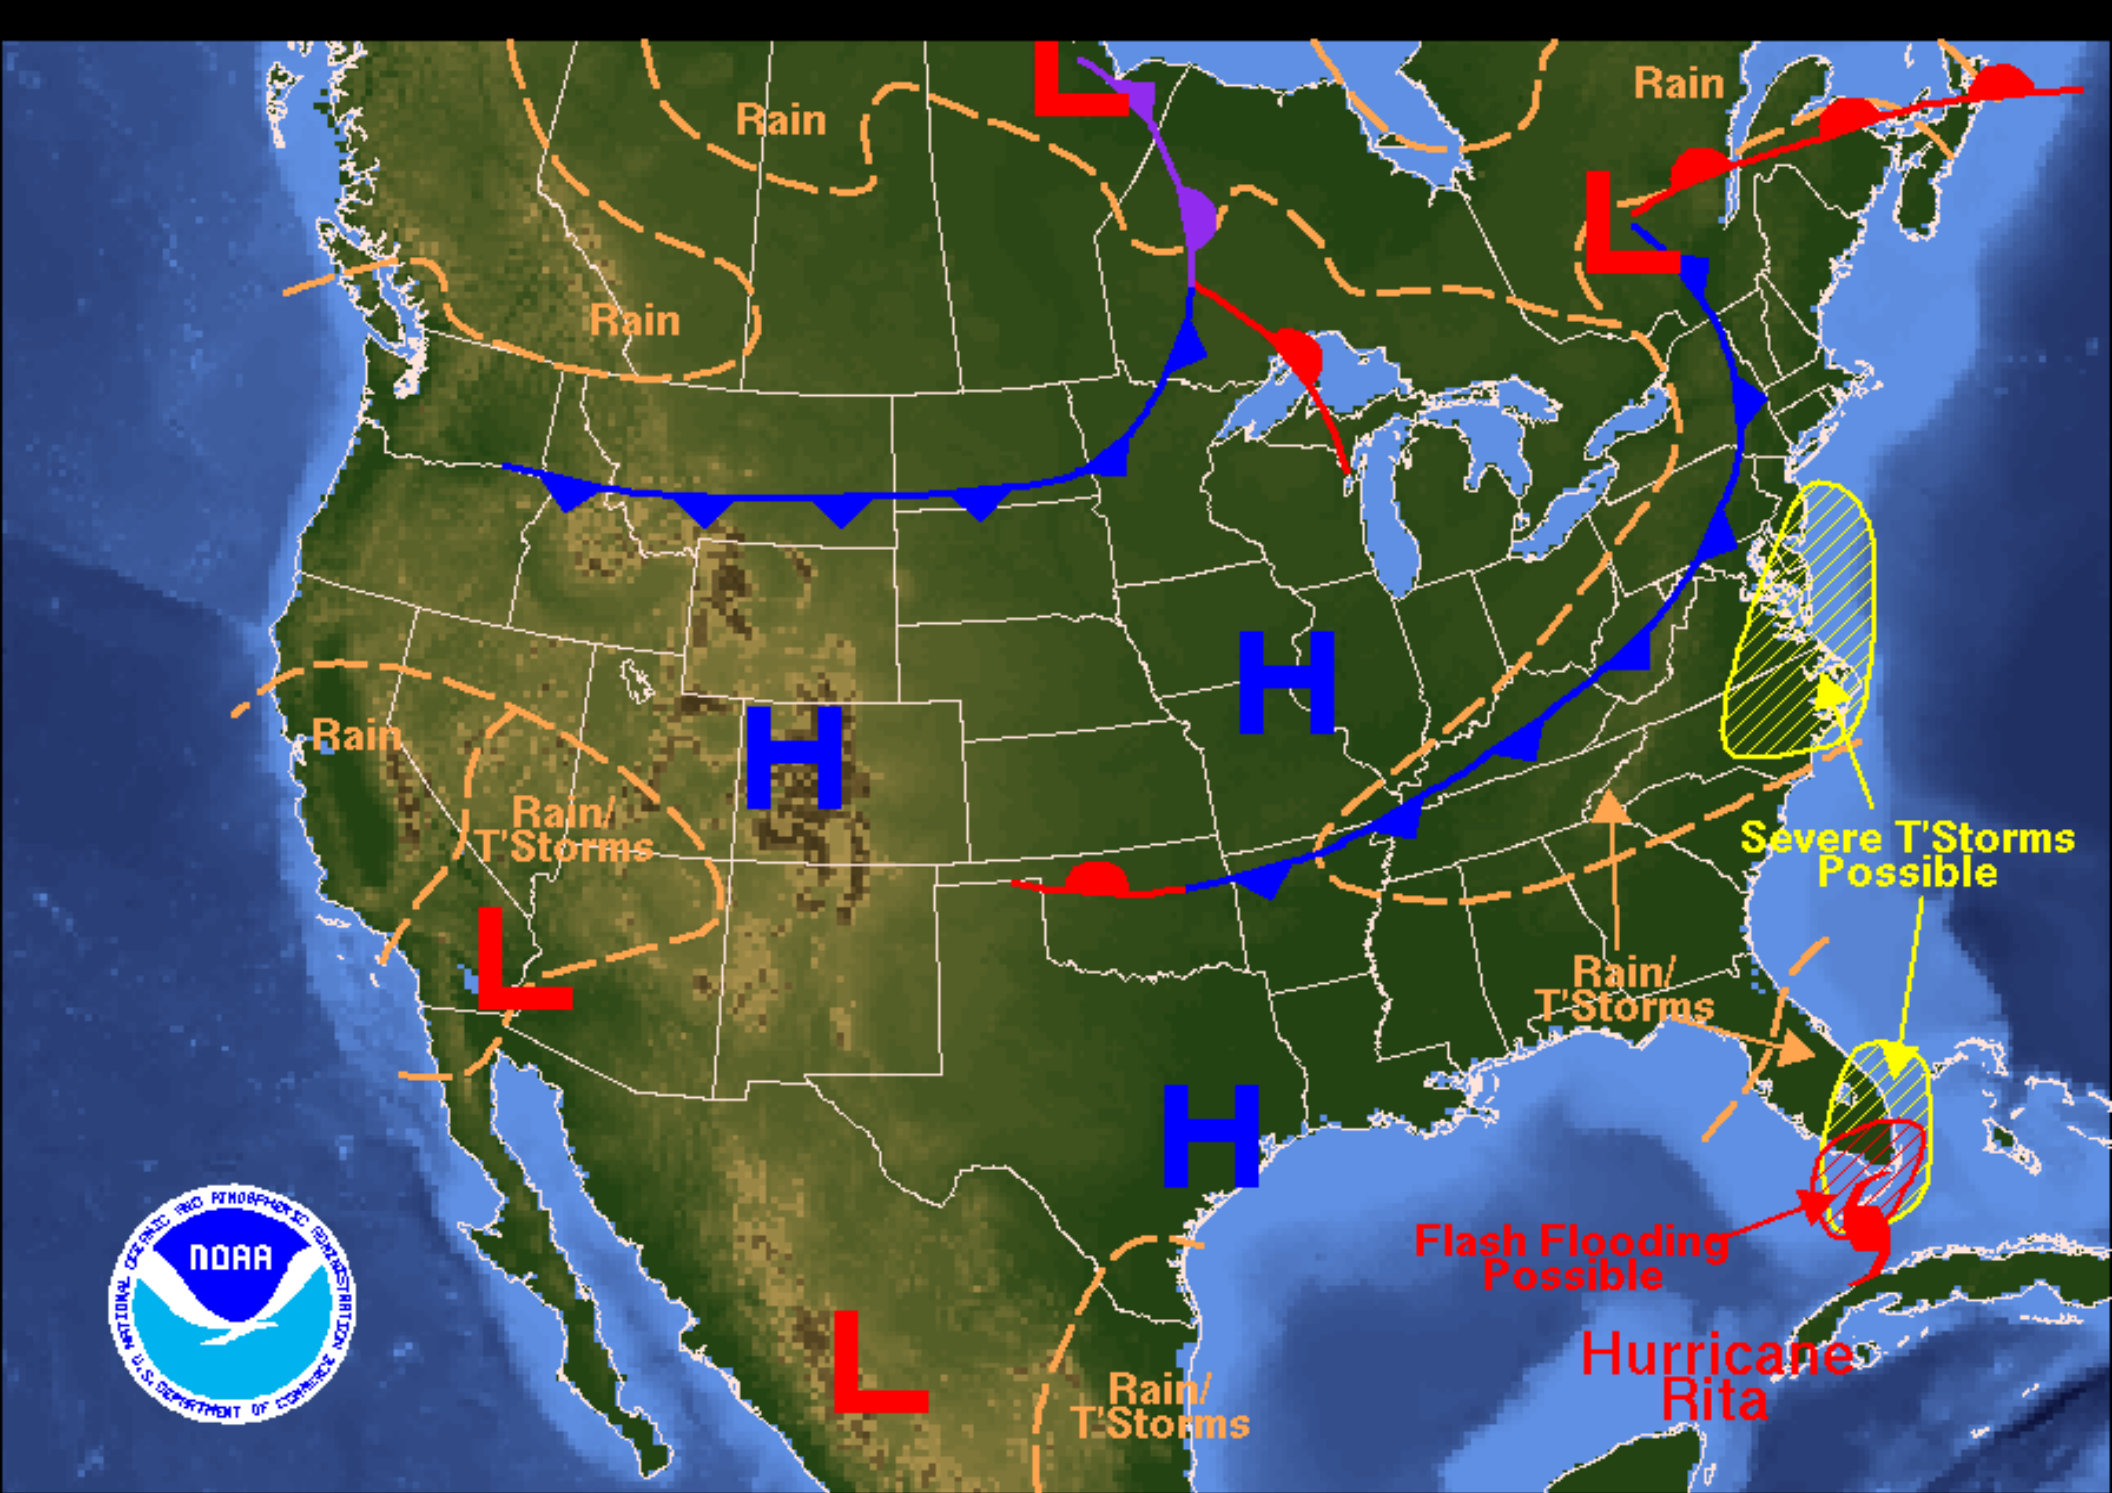 L
Rain
Rain
L
Rain
H
H
Rain
Rain/
T'Storms
Severe T'Storms
Possible
L
Rain/
T'Storms
H
Flash Flooding
Possible
Hurricane
Rita
L
Rain/
T'Storms
NOAA
NATIONAL OCEANIC AND ATMOSPHERIC ADMINISTRATION
U.S. DEPARTMENT OF COMMERCE